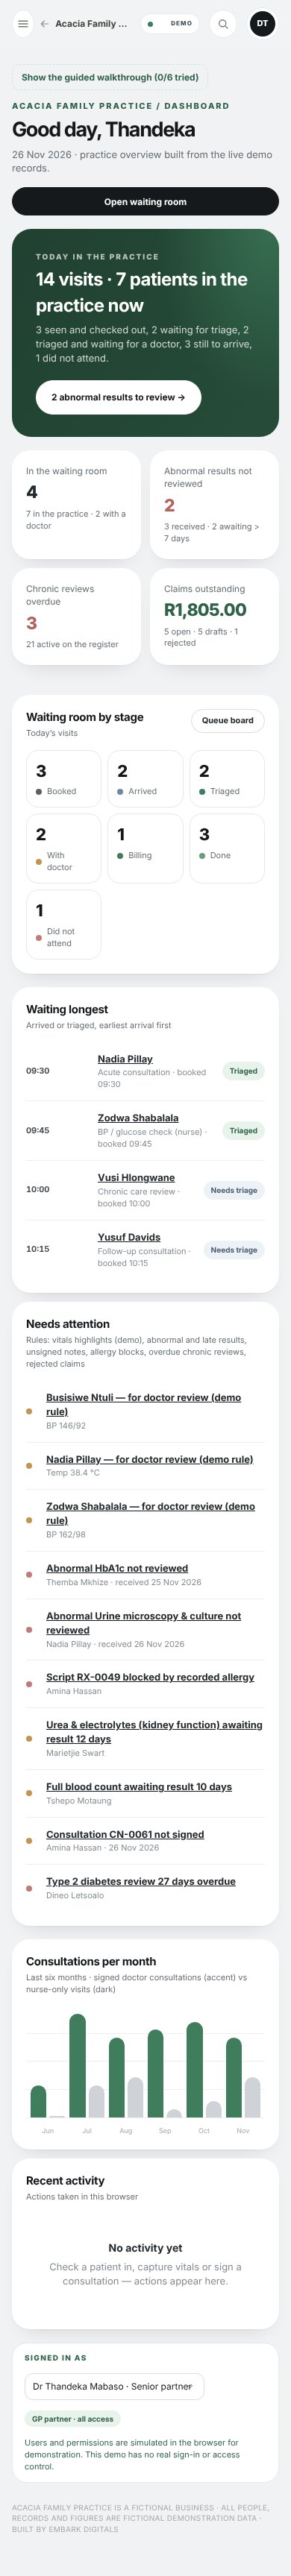 Acacia Family ...
DEMO
DT
Show the guided walkthrough (0/6 tried)
ACACIA FAMILY PRACTICE / DASHBOARD
Good day, Thandeka
26 Nov 2026 · practice overview built from the live demo
records.
Open waiting room
TODAY IN THE PRACTICE
14 visits · 7 patients in the
practice now
3 seen and checked out, 2 waiting for triage, 2
triaged and waiting for a doctor, 3 still to arrive,
1 did not attend.
2 abnormal results to review →
In the waiting room
4
7 in the practice · 2 with a
doctor
Abnormal results not
reviewed
2
3 received · 2 awaiting >
7 days
Chronic reviews
overdue
3
21 active on the register
Claims outstanding
R1,805.00
5 open · 5 drafts · 1
rejected
Waiting room by stage
Today's visits
Queue board
3
Booked
2
Arrived
2
Triaged
2
With
doctor
1
Billing
3
Done
1
Did not
attend
Waiting longest
Arrived or triaged, earliest arrival first
09:30
Nadia Pillay
Acute consultation · booked
09:30
Triaged
09:45
Zodwa Shabalala
BP / glucose check (nurse) ·
booked 09:45
Triaged
10:00
Vusi Hlongwane
Chronic care review ·
booked 10:00
Needs triage
10:15
Yusuf Davids
Follow-up consultation ·
booked 10:15
Needs triage
Needs attention
Rules: vitals highlights (demo), abnormal and late results,
unsigned notes, allergy blocks, overdue chronic reviews,
rejected claims
Busisiwe Ntuli — for doctor review (demo
rule)
BP 146/92
Nadia Pillay — for doctor review (demo rule)
Temp 38.4 °C
Zodwa Shabalala — for doctor review (demo
rule)
BP 162/98
Abnormal HbA1c not reviewed
Themba Mkhize · received 25 Nov 2026
Abnormal Urine microscopy & culture not
reviewed
Nadia Pillay · received 26 Nov 2026
Script RX-0049 blocked by recorded allergy
Amina Hassan
Urea & electrolytes (kidney function) awaiting
result 12 days
Marietjie Swart
Full blood count awaiting result 10 days
Tshepo Motaung
Consultation CN-0061 not signed
Amina Hassan · 26 Nov 2026
Type 2 diabetes review 27 days overdue
Dineo Letsoalo
Consultations per month
Last six months · signed doctor consultations (accent) vs
nurse-only visits (dark)
Jun
Jul
Aug
Sep
Oct
Nov
Recent activity
Actions taken in this browser
No activity yet
Check a patient in, capture vitals or sign a
consultation — actions appear here.
SIGNED IN AS
Dr Thandeka Mabaso · Senior partner
GP partner · all access
Users and permissions are simulated in the browser for
demonstration. This demo has no real sign-in or access
control.
ACACIA FAMILY PRACTICE IS A FICTIONAL BUSINESS · ALL PEOPLE,
RECORDS AND FIGURES ARE FICTIONAL DEMONSTRATION DATA ·
BUILT BY EMBARK DIGITALS